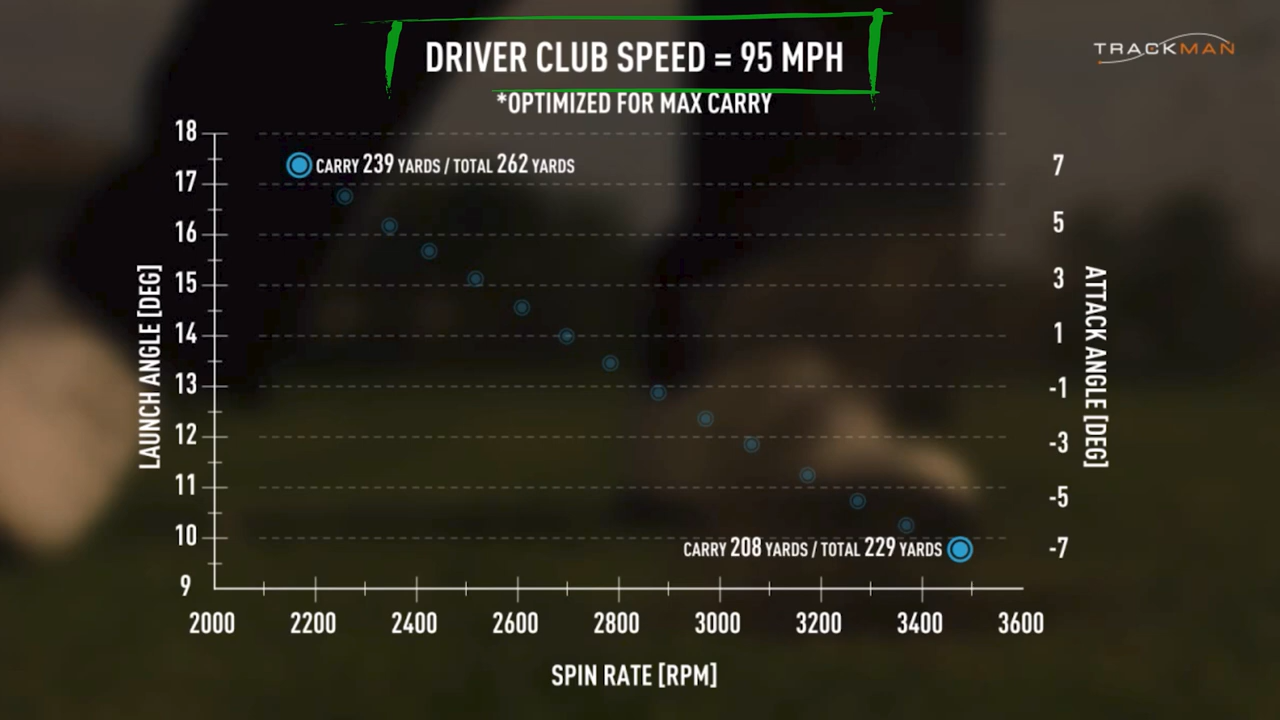 DRIVER CLUB SPEED = 95 MPH
*OPTIMIZED FOR MAX CARRY
TRACKMAN
18
17
16
15
14
13
12
11
10
9
LAUNCH ANGLE [DEG]
CARRY 239 YARDS / TOTAL 262 YARDS
CARRY 208 YARDS / TOTAL 229 YARDS
7
5
3
1
-1
-3
-5
-7
ATTACK ANGLE [DEG]
2000 2200 2400 2600 2800 3000 3200 3400 3600
SPIN RATE [RPM]